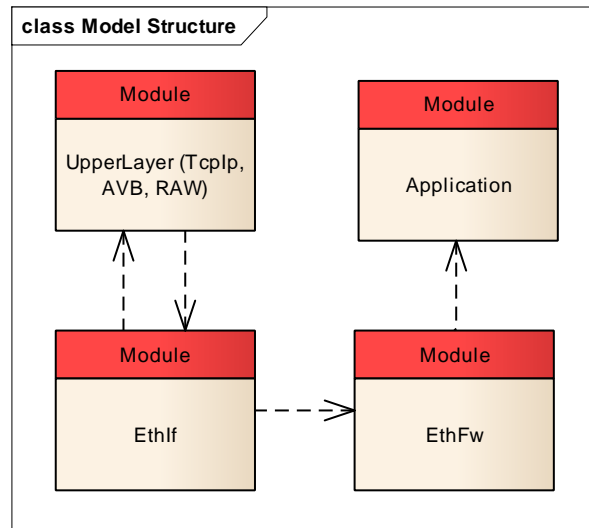 class Model Structure
Module
UpperLayer (TcpIp,
AVB, RAW)
Module
Application
Module
EthIf
Module
EthFw